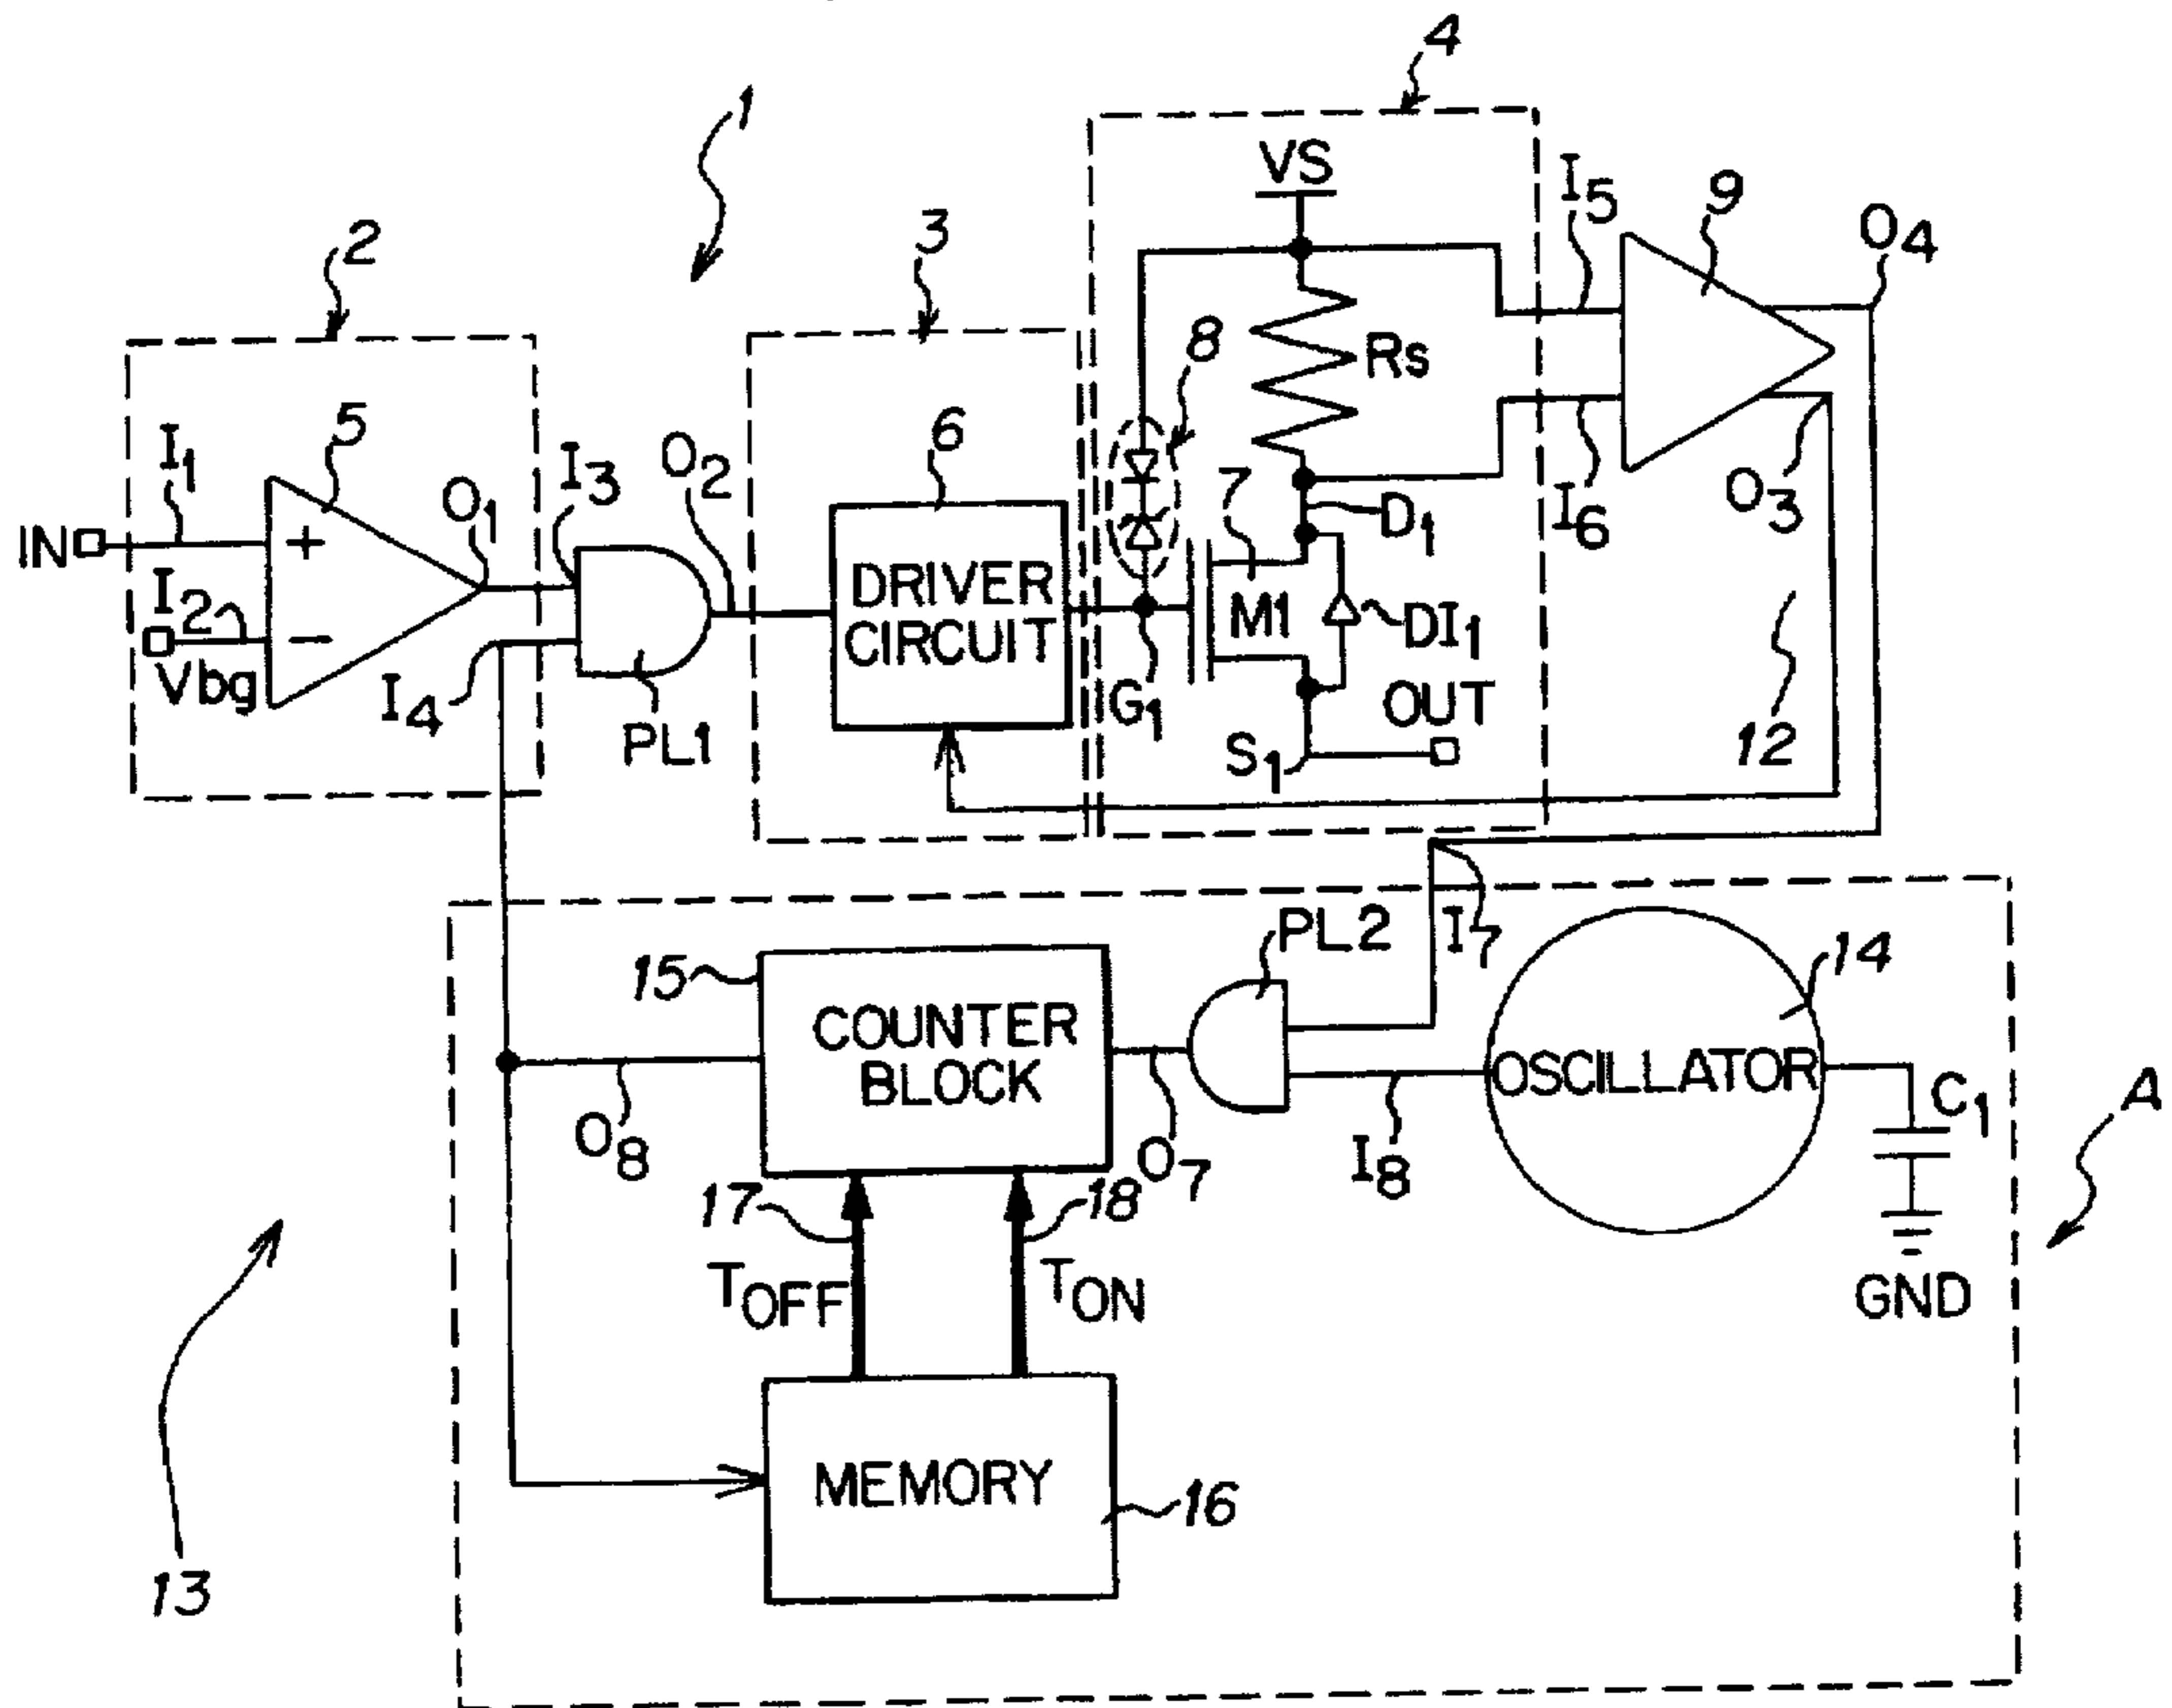 4
1
VS
I5
9
O4
2
3
8
Rs
5
I1
O1
I3
O2
6
7
D1
I6
O3
IN
+
I2
−
Vbg
I4
PL1
DRIVER
CIRCUIT
G1
M1
DI1
OUT
S1
12
PL2
I7
14
15
COUNTER
BLOCK
OSCILLATOR
C1
A
O8
O7
I8
17
18
TOFF
TON
GND
MEMORY
16
13